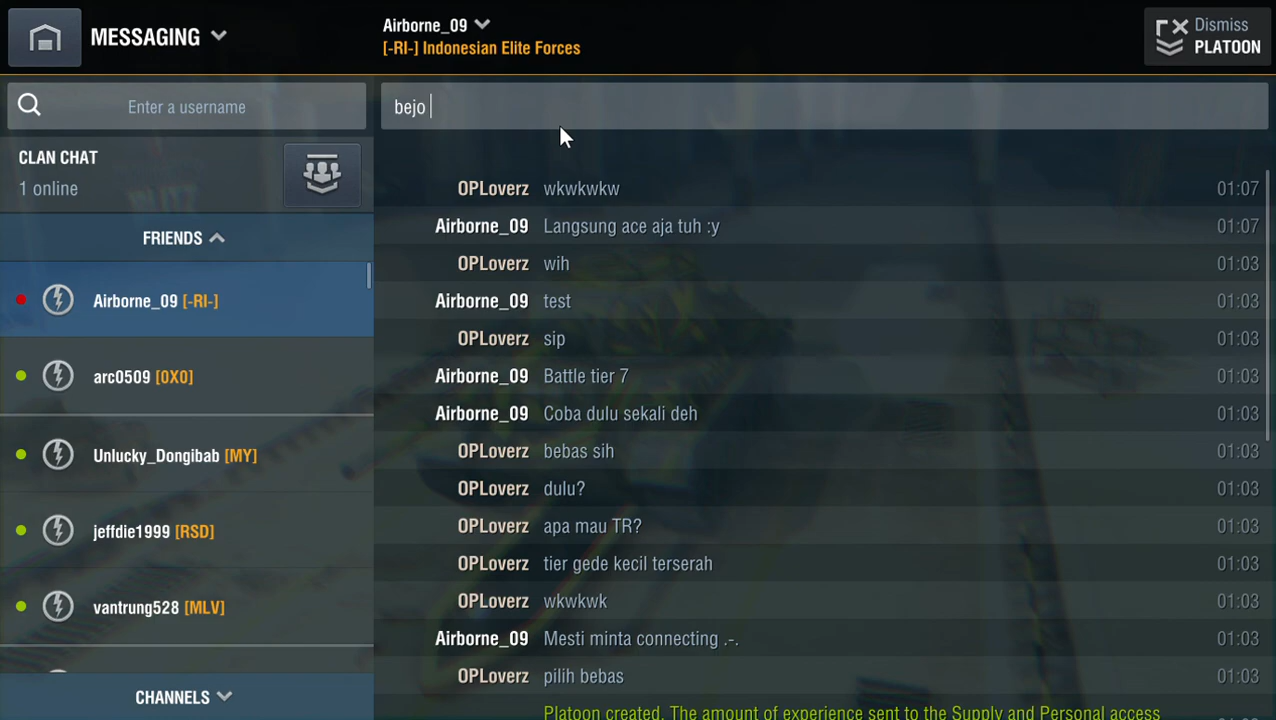 MESSAGING
Airborne_09
[-RI-] Indonesian Elite Forces
Dismiss
PLATOON
Enter a username
bejo
CLAN CHAT
1 online
FRIENDS
Airborne_09 [-RI-]
arc0509 [0X0]
Unlucky_Dongibab [MY]
jeffdie1999 [RSD]
vantrung528 [MLV]
CHANNELS
OPLoverz wkwkwkw 01:07
Airborne_09 Langsung ace aja tuh :y 01:07
OPLoverz wih 01:03
Airborne_09 test 01:03
OPLoverz sip 01:03
Airborne_09 Battle tier 7 01:03
Airborne_09 Coba dulu sekali deh 01:03
OPLoverz bebas sih 01:03
OPLoverz dulu? 01:03
OPLoverz apa mau TR? 01:03
OPLoverz tier gede kecil terserah 01:03
OPLoverz wkwkwk 01:03
Airborne_09 Mesti minta connecting .-. 01:03
OPLoverz pilih bebas 01:03
Platoon created. The amount of experience sent to the Supply and Personal access